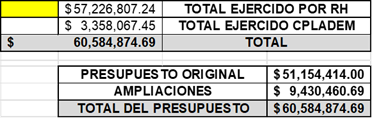 $57,226,807.24 TOTAL EJERCIDO POR RH
$ 3,358,067.45 TOTAL EJERCIDO CPLADEM
$ 60,584,874.69 TOTAL
PRESUPUESTO ORIGINAL $51,154,414.00
AMPLIACIONES $ 9,430,460.69
TOTAL DEL PRESUPUESTO $60,584,874.69